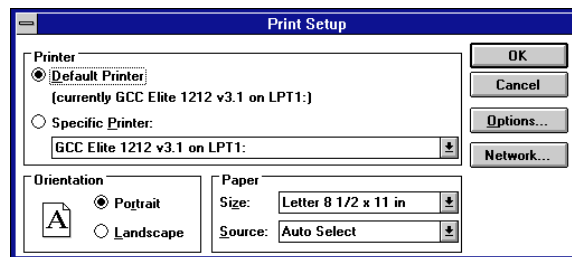 Print Setup
Printer
Default Printer
(currently GCC Elite 1212 v3.1 on LPT1:)
Specific Printer:
GCC Elite 1212 v3.1 on LPT1:
OK
Cancel
Options...
Network...
Orientation
A
Portrait
Landscape
Paper
Size: Letter 8 1/2 x 11 in
Source: Auto Select